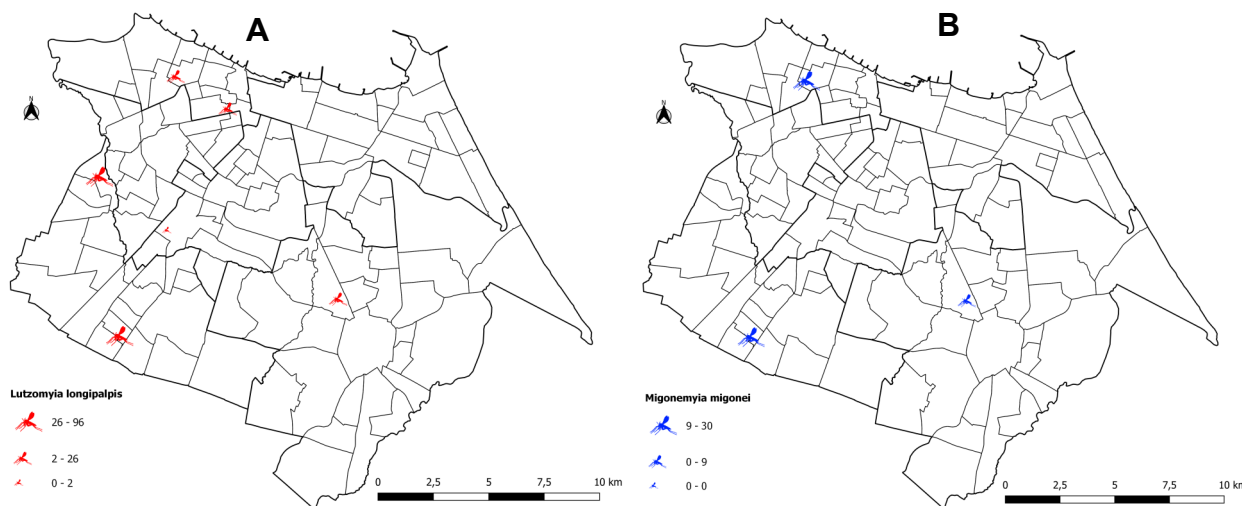 A
N
Lutzomyia longipalpis
26 - 96
2 - 26
0 - 2
0 2,5 5 7,5 10 km
B
N
Migonemyia migonei
9 - 30
0 - 9
0 - 0
0 2,5 5 7,5 10 km